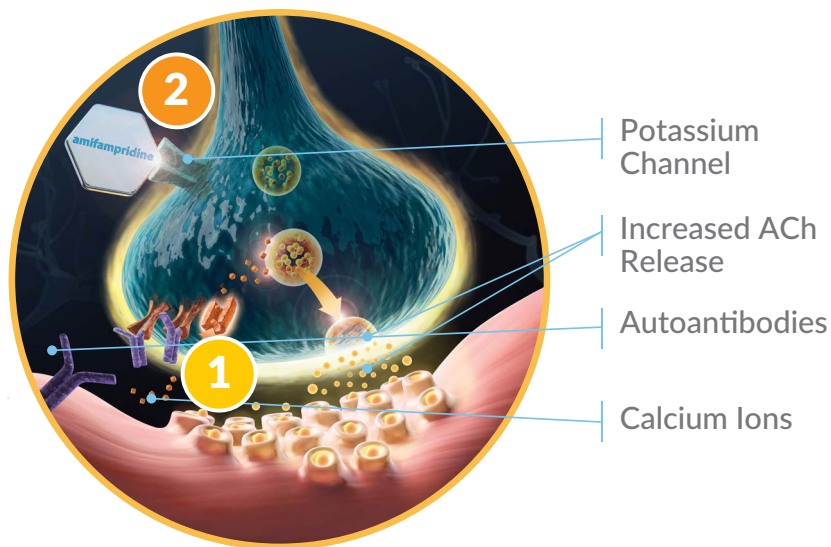 2
amifampridine
Potassium
Channel
Increased ACh
Release
Autoantibodies
1
Calcium Ions